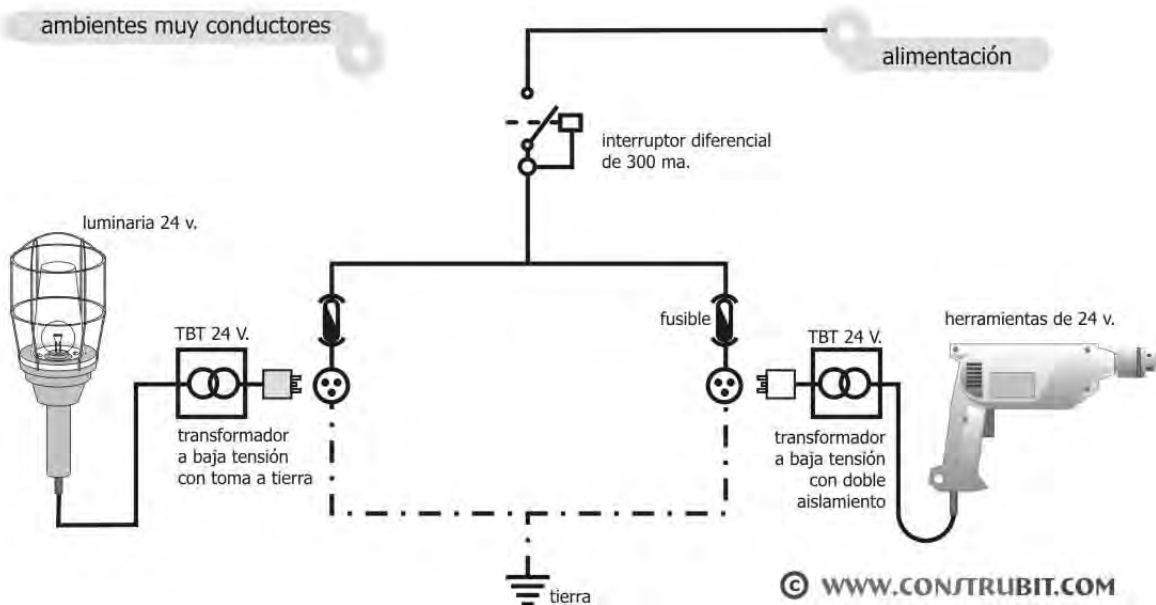 ambientes muy conductores
alimentación
interruptor diferencial
de 300 ma.
luminaria 24 v.
TBT 24 V.
fusible
TBT 24 V.
herramientas de 24 v.
transformador
a baja tensión
con toma a tierra
transformador
a baja tensión
con doble
aislamiento
tierra
© WWW.CONSTRUBIT.COM